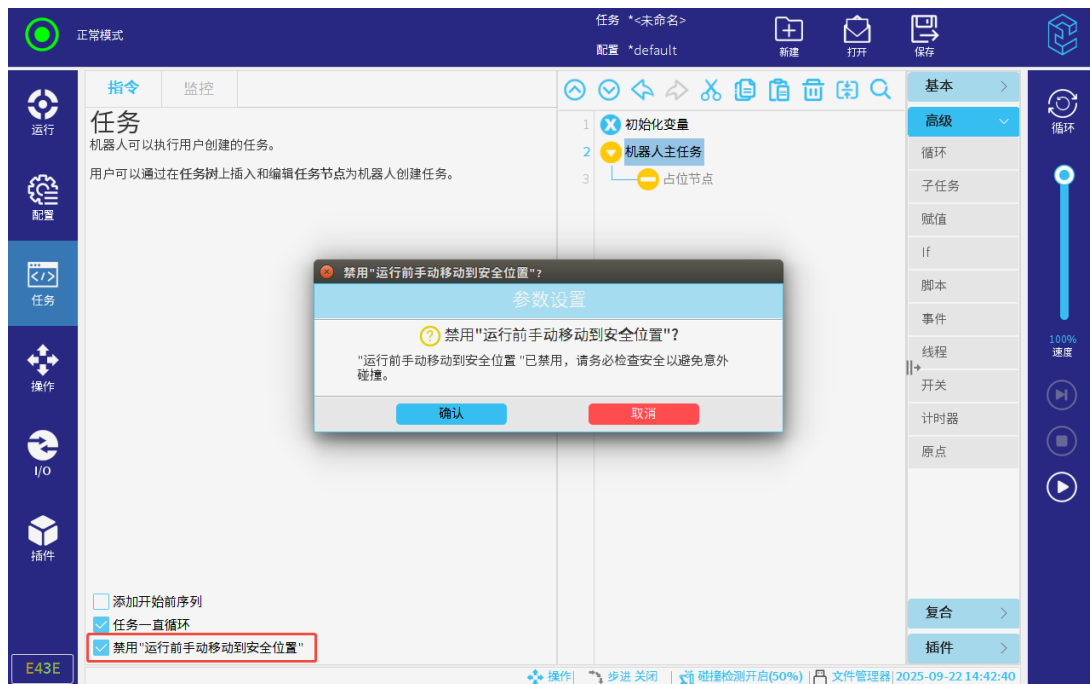 正常模式
任务 *<未命名>
配置 *default
新建
打开
保存
运行
配置
任务
操作
I/O
插件
E43E
指令
监控
任务
机器人可以执行用户创建的任务。
用户可以通过在任务树上插入和编辑任务节点为机器人创建任务。
添加开始前序列
任务一直循环
禁用"运行前手动移动到安全位置"
1 初始化变量
2 机器人主任务
3 占位节点
禁用"运行前手动移动到安全位置"?
参数设置
禁用"运行前手动移动到安全位置"?
"运行前手动移动到安全位置 "已禁用，请务必检查安全以避免意外
碰撞。
确认
取消
基本
高级
循环
子任务
赋值
If
脚本
事件
线程
开关
计时器
原点
复合
插件
循环
100%
速度
操作
步进 关闭
碰撞检测开启(50%)
文件管理器
2025-09-22 14:42:40